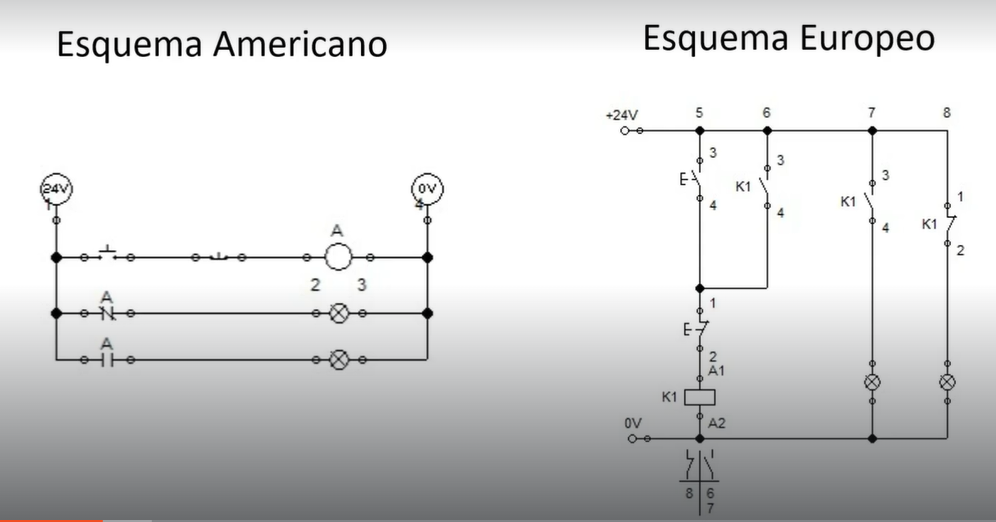 Esquema Americano
Esquema Europeo
24V
1
0V
4
A
2 3
A
A
+24V
5 6 7 8
3
4
K1
3
4
K1
3
4
K1
1
2
1
2
A1
K1
A2
0V
8 6
7